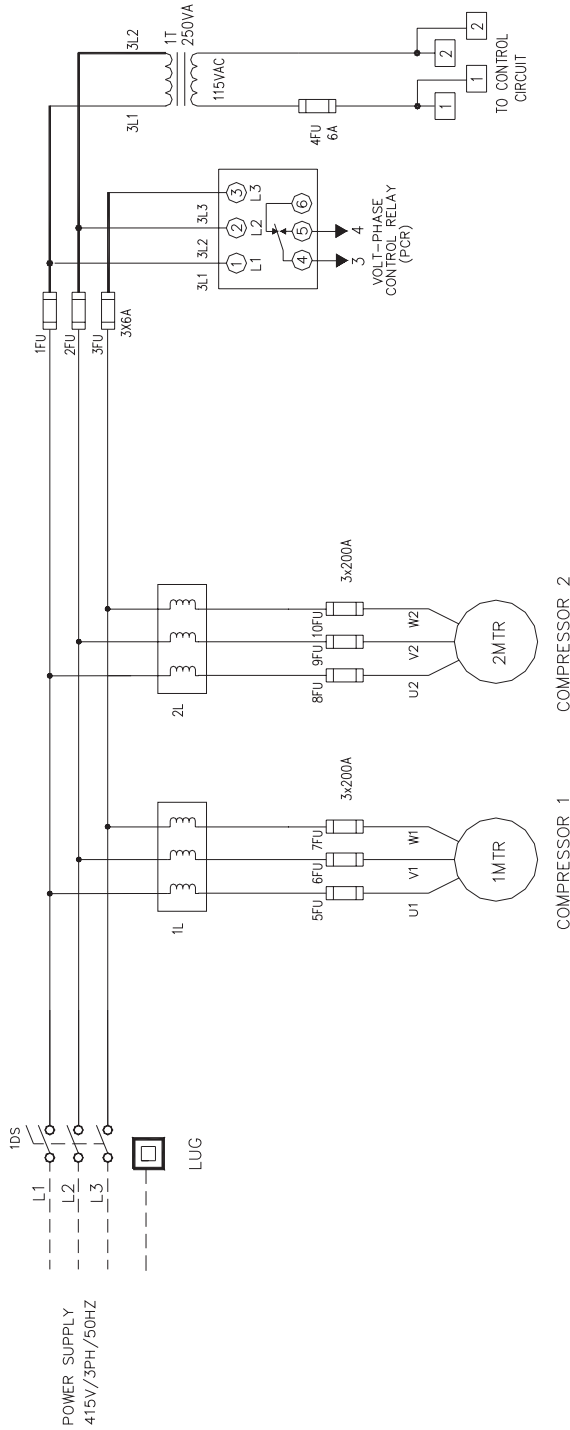 POWER SUPPLY
415V/3PH/50HZ
1DS
L1
L2
L3
LUG
1L
5FU
6FU
7FU
3x200A
U1
V1
W1
1MTR
COMPRESSOR 1
2L
8FU
9FU
10FU
3x200A
U2
V2
W2
2MTR
COMPRESSOR 2
1FU
2FU
3FU
3X6A
3L1
3L2
3L3
1
2
3
L1
L2
L3
4
5
6
3
4
VOLT-PHASE
CONTROL RELAY
(PCR)
3L1
3L2
1T
250VA
115VAC
4FU
6A
1
2
1
2
TO CONTROL
CIRCUIT